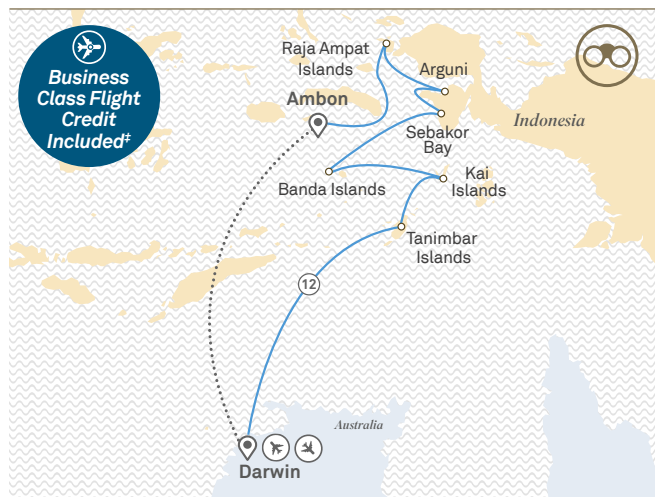 Business
Class Flight
Credit
Included‡
Raja Ampat
Islands
Arguni
Ambon
Sebakor
Bay
Indonesia
Banda Islands
Kai
Islands
Tanimbar
Islands
12
Australia
Darwin